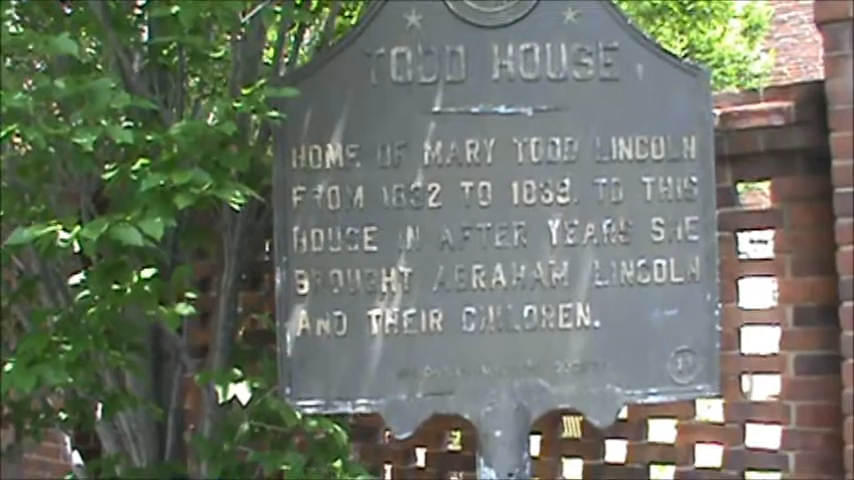 TODD HOUSE
HOME OF MARY TODD LINCOLN
FROM 1832 TO 1839. TO THIS
HOUSE IN AFTER YEARS SHE
BROUGHT ABRAHAM LINCOLN
AND THEIR CHILDREN.